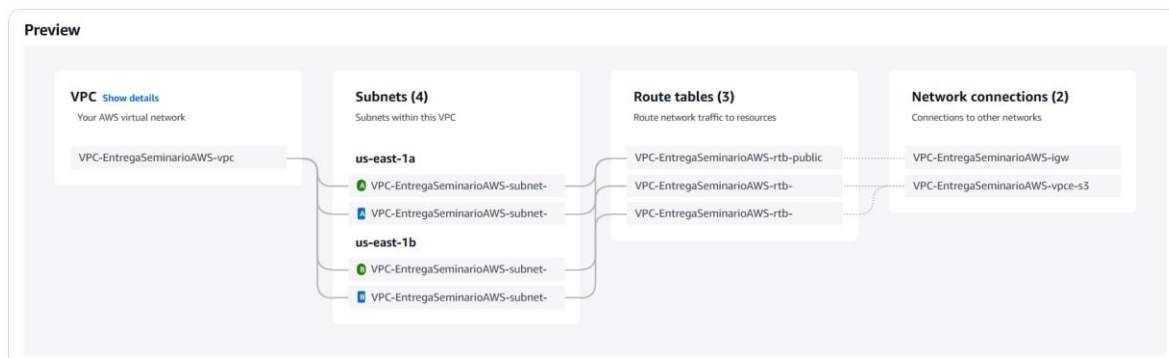 Preview
VPC Show details
Your AWS virtual network
VPC-EntregaSeminarioAWS-vpc
Subnets (4)
Subnets within this VPC
us-east-1a
A VPC-EntregaSeminarioAWS-subnet-
A VPC-EntregaSeminarioAWS-subnet-
us-east-1b
B VPC-EntregaSeminarioAWS-subnet-
B VPC-EntregaSeminarioAWS-subnet-
Route tables (3)
Route network traffic to resources
VPC-EntregaSeminarioAWS-rtb-public
VPC-EntregaSeminarioAWS-rtb-
VPC-EntregaSeminarioAWS-rtb-
Network connections (2)
Connections to other networks
VPC-EntregaSeminarioAWS-igw
VPC-EntregaSeminarioAWS-vpce-s3